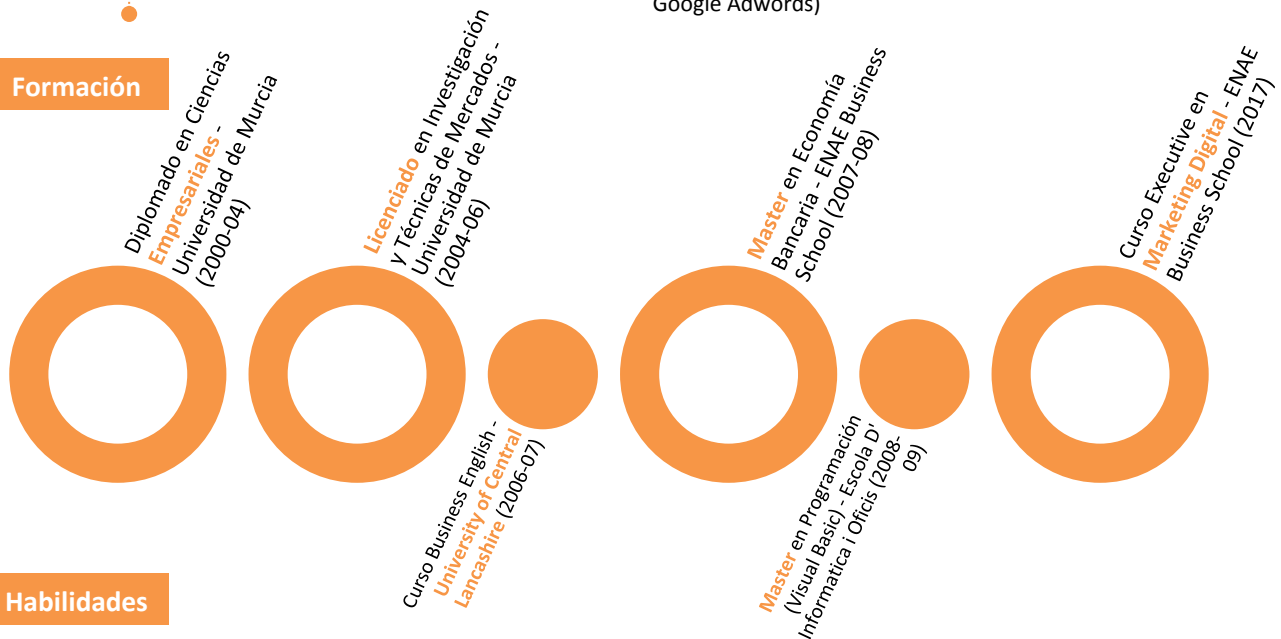 Google Adwords)
Formación
Diplomado en Ciencias
Empresariales -
Universidad de Murcia
(2000-04)
Licenciado en Investigación
y Técnicas de Mercados -
Universidad de Murcia
(2004-06)
Curso Business English -
University of Central
Lancashire (2006-07)
Master en Economía
Bancaria - ENAE Business
School (2007-08)
Master en Programación
(Visual Basic) - Escola D'
Informatica i Oficis (2008-
09)
Curso Executive en
Marketing Digital - ENAE
Business School (2017)
Habilidades